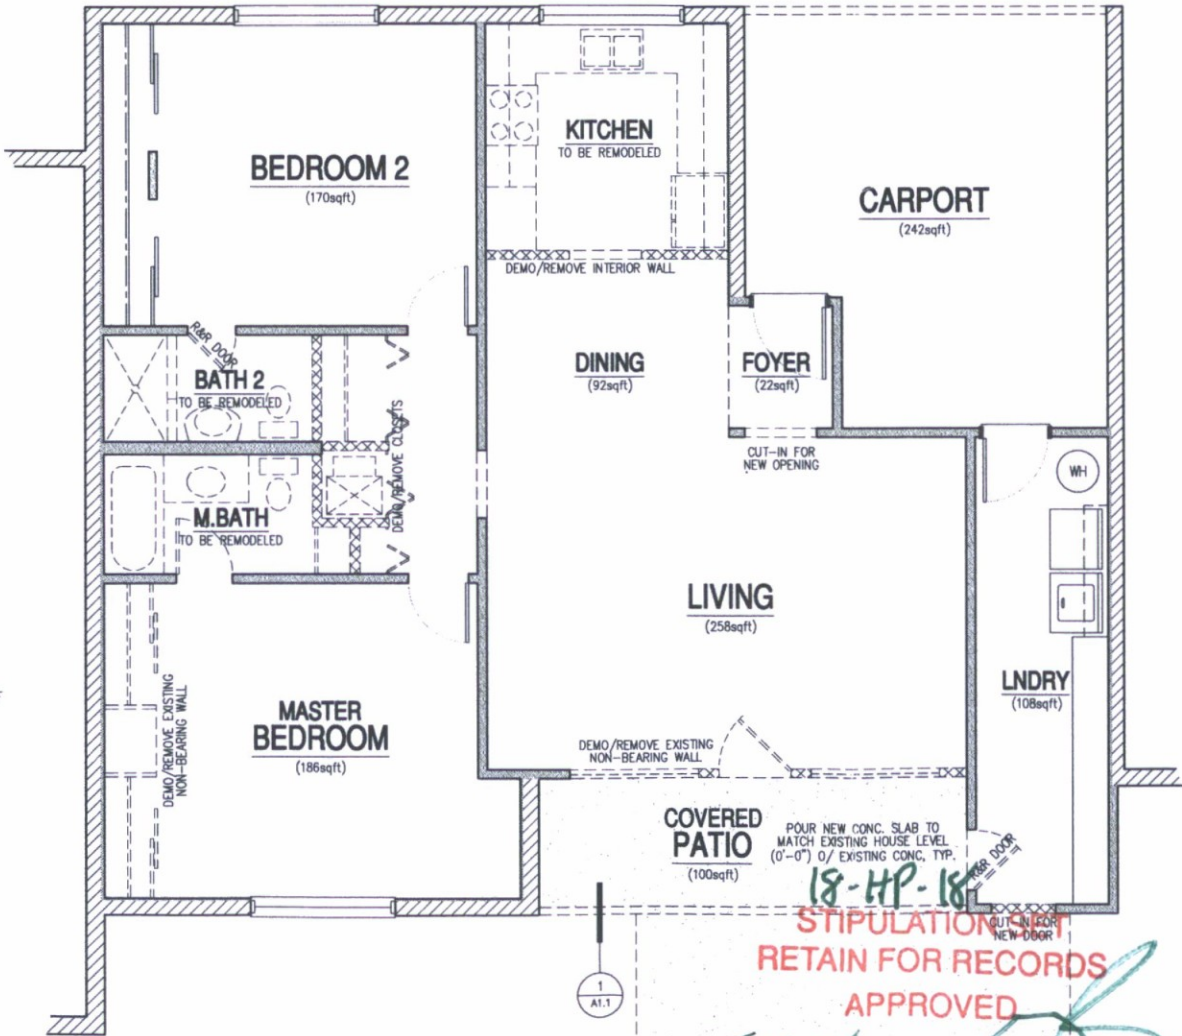 BEDROOM 2
(170sqft)
KITCHEN
TO BE REMODELED
CARPORT
(242sqft)
DEMO/REMOVE INTERIOR WALL
R&R DOOR
BATH 2
TO BE REMODELED
DINING
(92sqft)
FOYER
(22sqft)
DEMO/REMOVE CLOSETS
CUT-IN FOR
NEW OPENING
WH
M.BATH
TO BE REMODELED
LIVING
(258sqft)
LNDRY
(108sqft)
DEMO/REMOVE EXISTING
NON-BEARING WALL
MASTER
BEDROOM
(186sqft)
DEMO/REMOVE EXISTING
NON-BEARING WALL
COVERED
PATIO
(100sqft)
POUR NEW CONC. SLAB TO
MATCH EXISTING HOUSE LEVEL
(0'-0") O/ EXISTING CONC, TYP.
R&R DOOR
18-HP-18
STIPULATION SET
CUT-IN FOR
NEW DOOR
RETAIN FOR RECORDS
APPROVED
1
A1.1